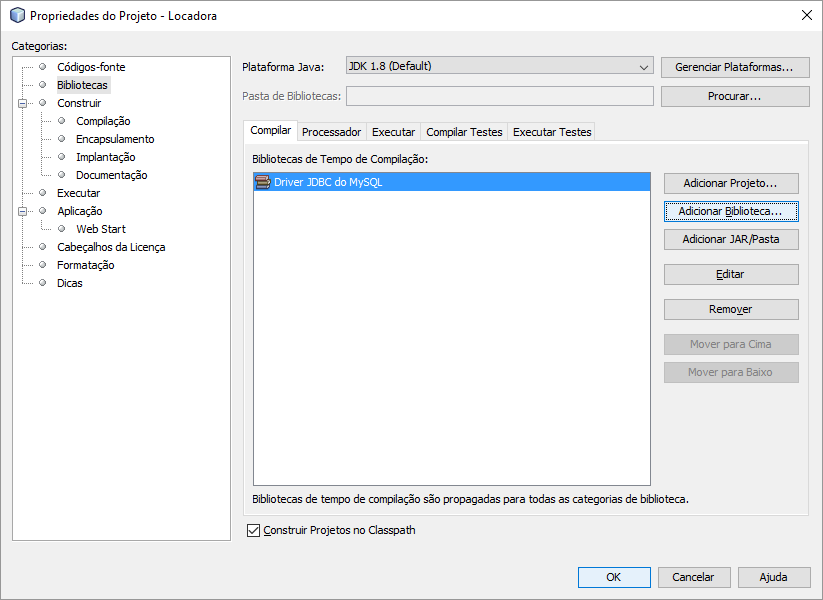 Propriedades do Projeto - Locadora
Categorias:
Códigos-fonte
Bibliotecas
Construir
Compilação
Encapsulamento
Implantação
Documentação
Executar
Aplicação
Web Start
Cabeçalhos da Licença
Formatação
Dicas
Plataforma Java:
JDK 1.8 (Default)
Gerenciar Plataformas...
Pasta de Bibliotecas:
Procurar...
Compilar
Processador
Executar
Compilar Testes
Executar Testes
Bibliotecas de Tempo de Compilação:
Driver JDBC do MySQL
Adicionar Projeto...
Adicionar Biblioteca...
Adicionar JAR/Pasta
Editar
Remover
Mover para Cima
Mover para Baixo
Bibliotecas de tempo de compilação são propagadas para todas as categorias de biblioteca.
Construir Projetos no Classpath
OK
Cancelar
Ajuda